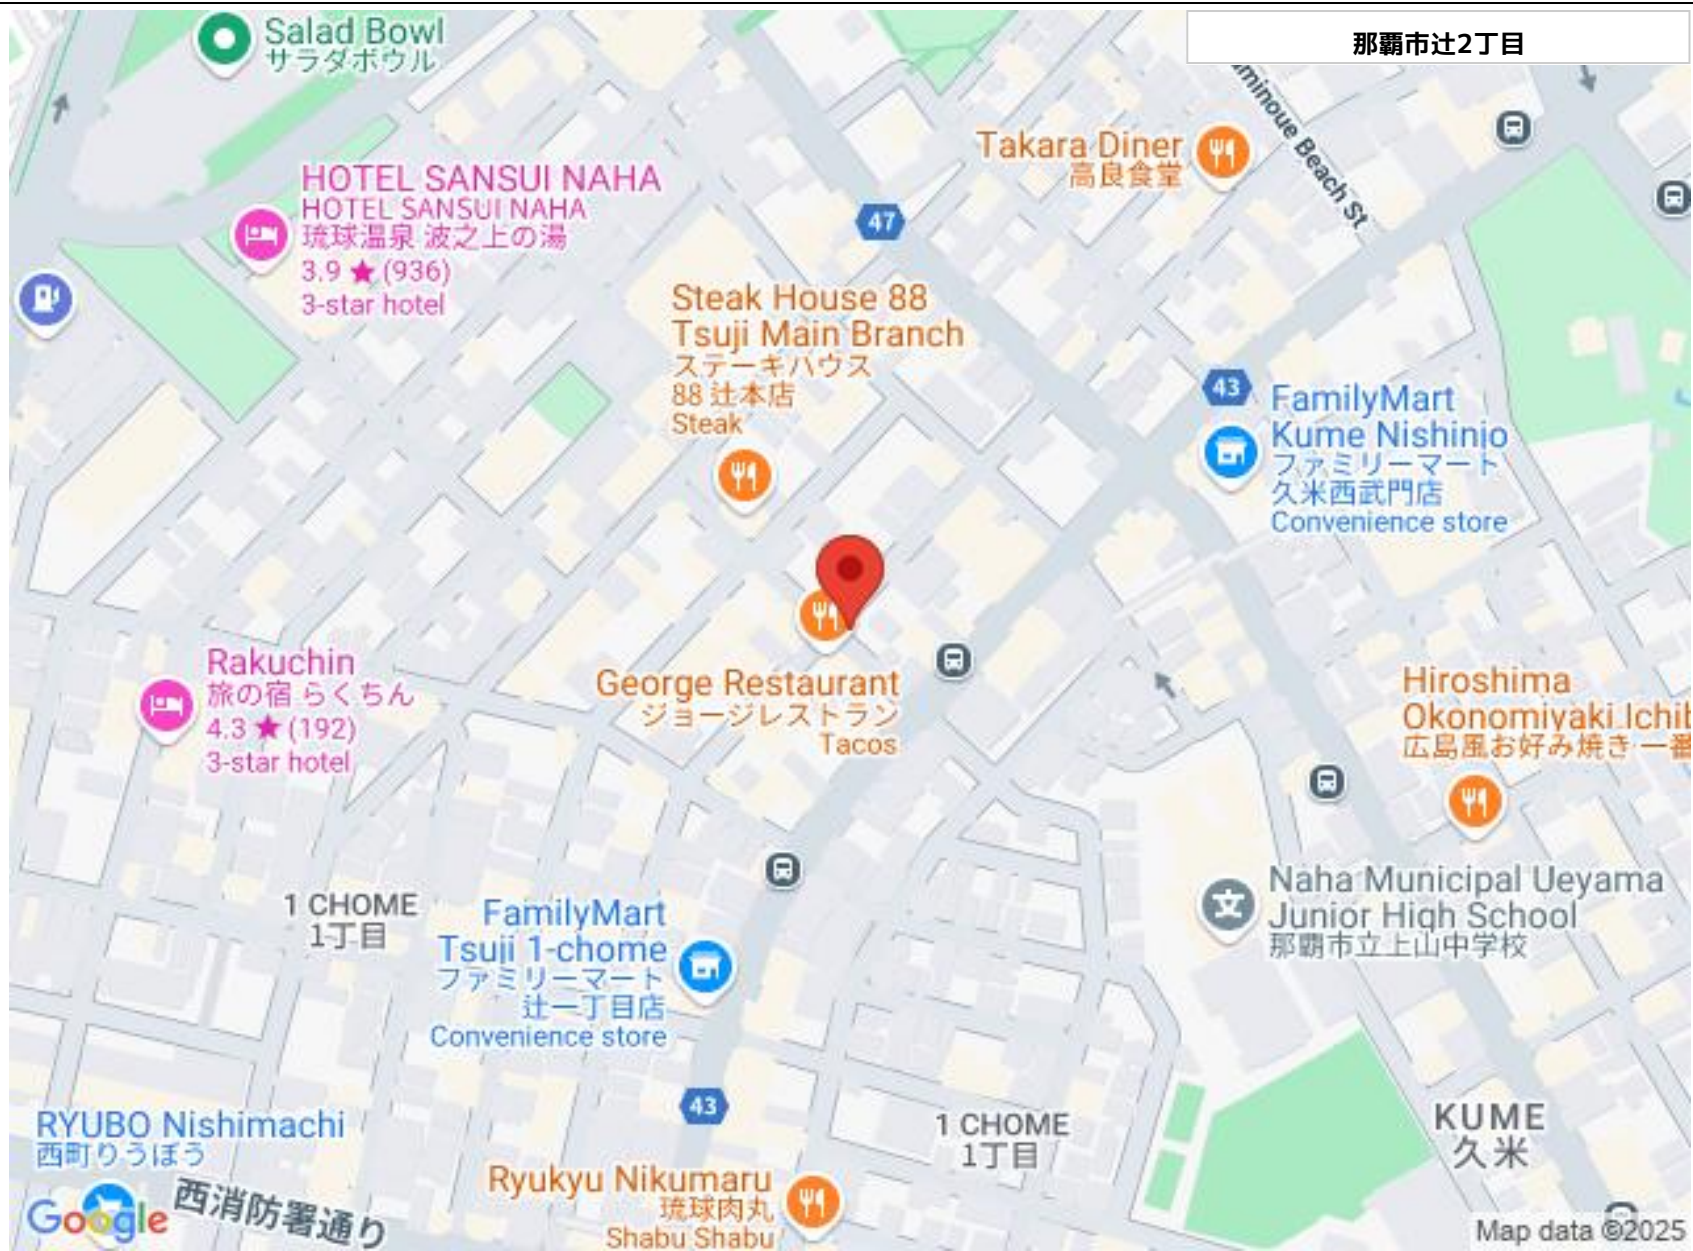 那覇市辻2丁目
Salad Bowl
サラダボウル
Takara Diner
高良食堂
uminoue Beach St
HOTEL SANSUI NAHA
HOTEL SANSUI NAHA
琉球温泉 波之上の湯
3.9 ★ (936)
3-star hotel
47
Steak House 88
Tsuji Main Branch
ステーキハウス
88 辻本店
Steak
43
FamilyMart
Kume Nishinjo
ファミリーマート
久米西武門店
Convenience store
Rakuchin
旅の宿 らくちん
4.3 ★ (192)
3-star hotel
George Restaurant
ジョージレストラン
Tacos
Hiroshima
Okonomiyaki Ichib
広島風お好み焼き 一番
1 CHOME
1丁目
FamilyMart
Tsuji 1-chome
ファミリーマート
辻一丁目店
Convenience store
文
Naha Municipal Ueyama
Junior High School
那覇市立上山中学校
43
RYUBO Nishimachi
西町りうぼう
1 CHOME
1丁目
KUME
久米
Ryukyu Nikumaru
琉球肉丸
Shabu Shabu
西消防署通り
Google
Map data ©2025